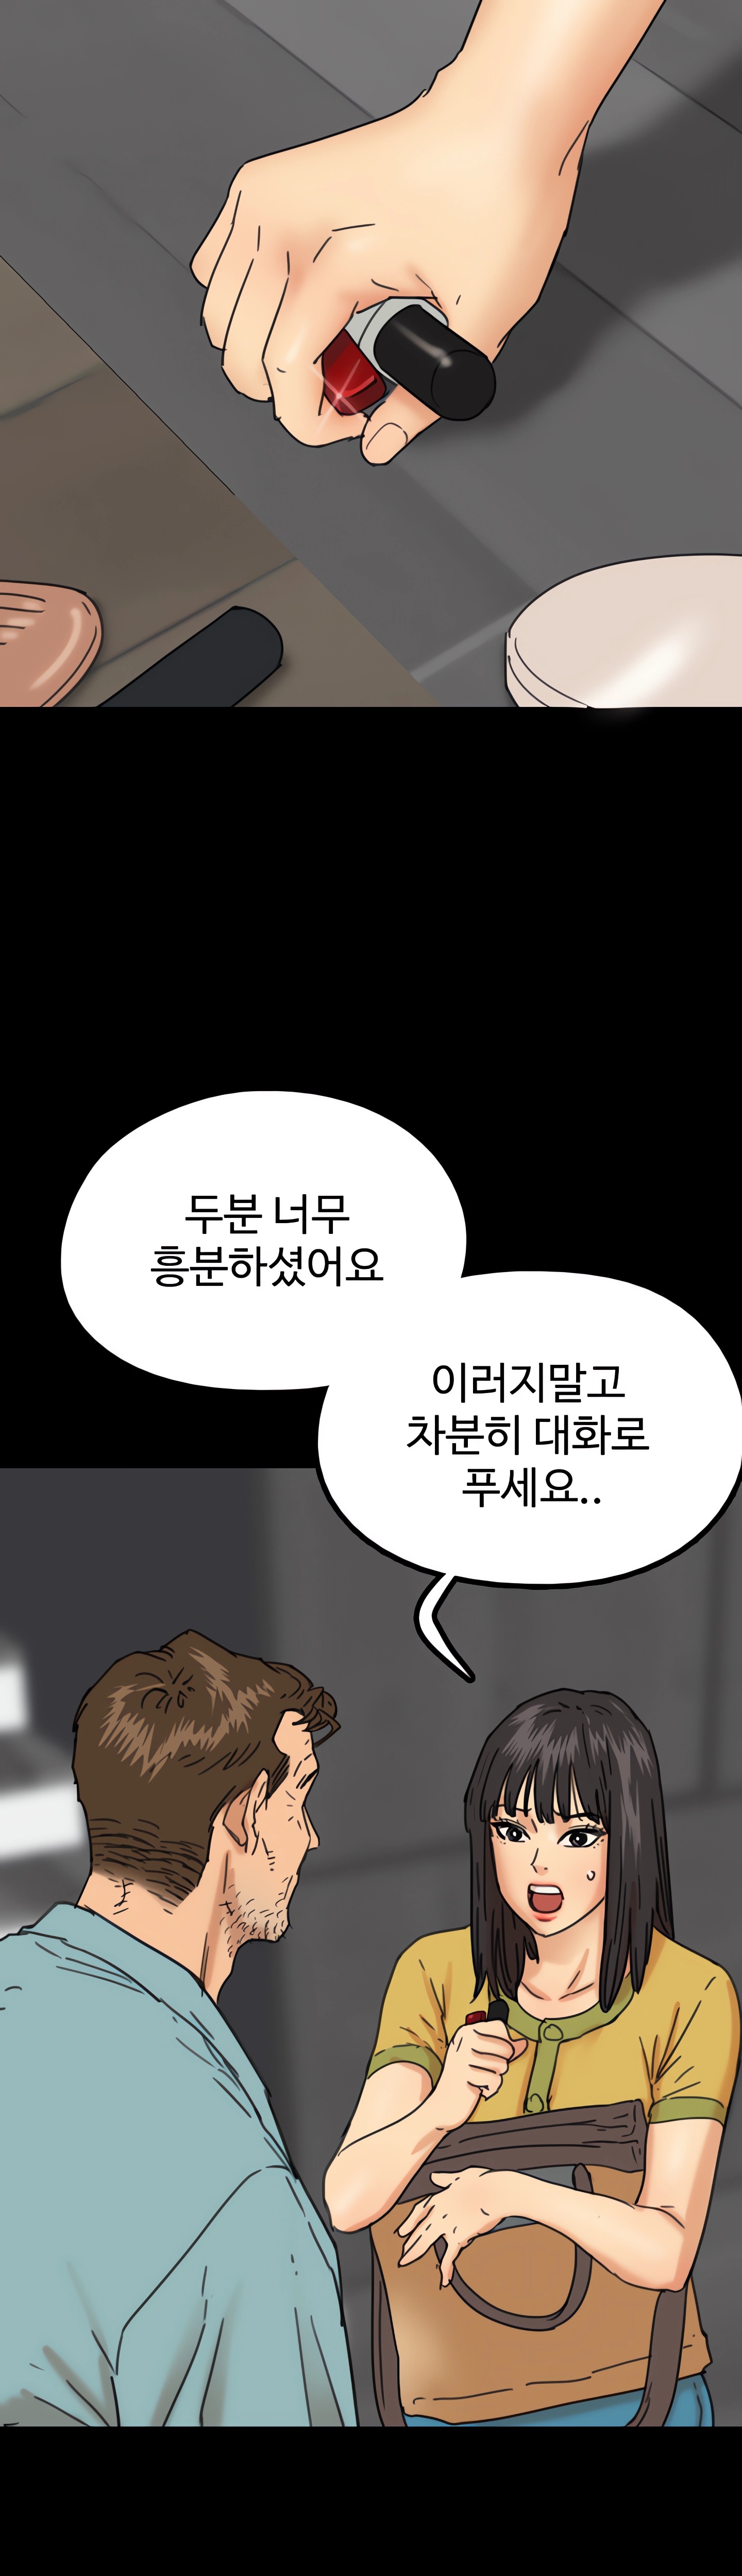 두분 너무
흥분하셨어요
이러지말고
차분히 대화로
푸세요..